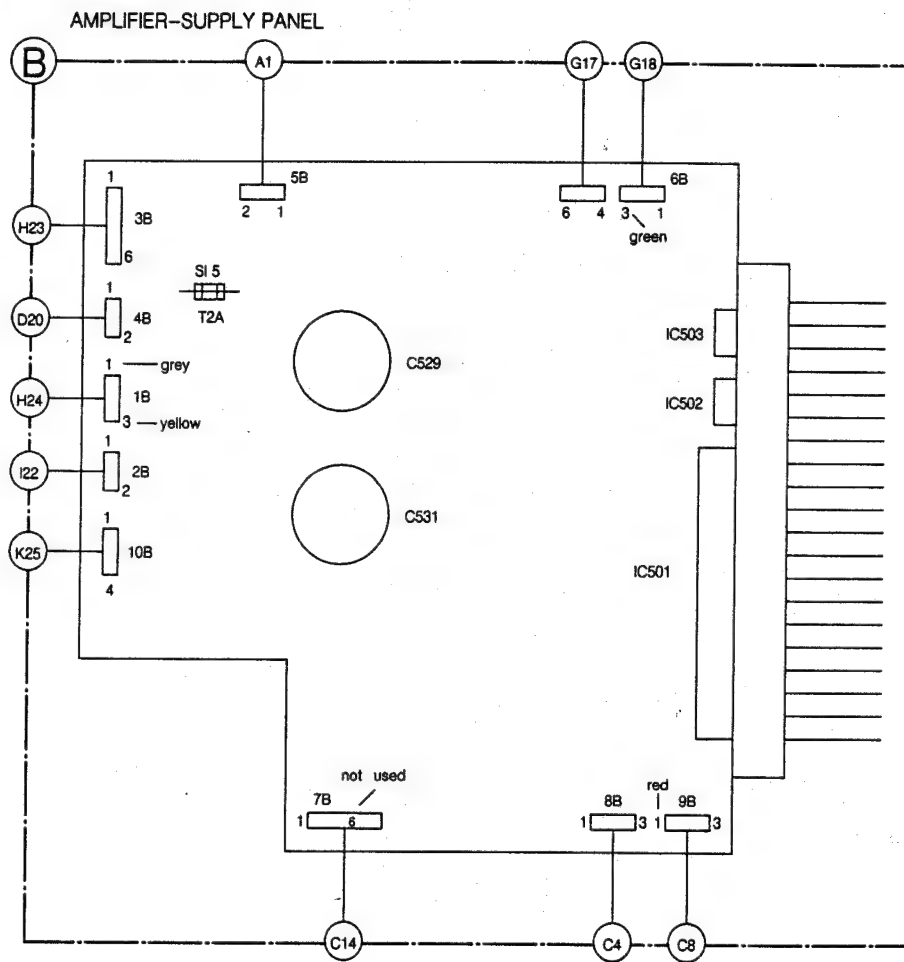 AMPLIFIER-SUPPLY PANEL
B
A1
G17
G18
1
5B
6B
2
1
6
4
3
1
green
H23
3B
6
SI 5
T2A
D20
1
4B
2
IC503
C529
1
grey
H24
1B
3
yellow
IC502
1
I22
2B
2
C531
1
K25
10B
4
IC501
not used
7B
1
6
red
8B
9B
1
3
1
3
C14
C4
C8